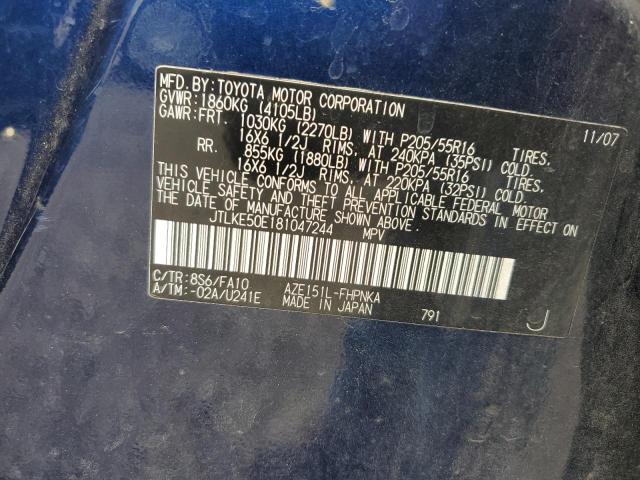 MFD.BY:TOYOTA MOTOR CORPORATION 11/07
GVWR:1860KG (4105LB)
GAWR:FRT. 1030KG (2270LB) WITH P205/55R16 TIRES,
16X6 1/2J RIMS, AT 240KPA (35PSI) COLD.
RR. 855KG (1880LB) WITH P205/55R16 TIRES,
16X6 1/2J RIMS, AT 220KPA (32PSI) COLD.
THIS VEHICLE CONFORMS TO ALL APPLICABLE FEDERAL MOTOR
VEHICLE SAFETY AND THEFT PREVENTION STANDARDS IN EFFECT ON
THE DATE OF MANUFACTURE SHOWN ABOVE.
JTLKE50E181047244 MPV
C/TR:8S6/FA10 AZE151L-FHPNKA
A/TM:-02A/U241E MADE IN JAPAN 791 J